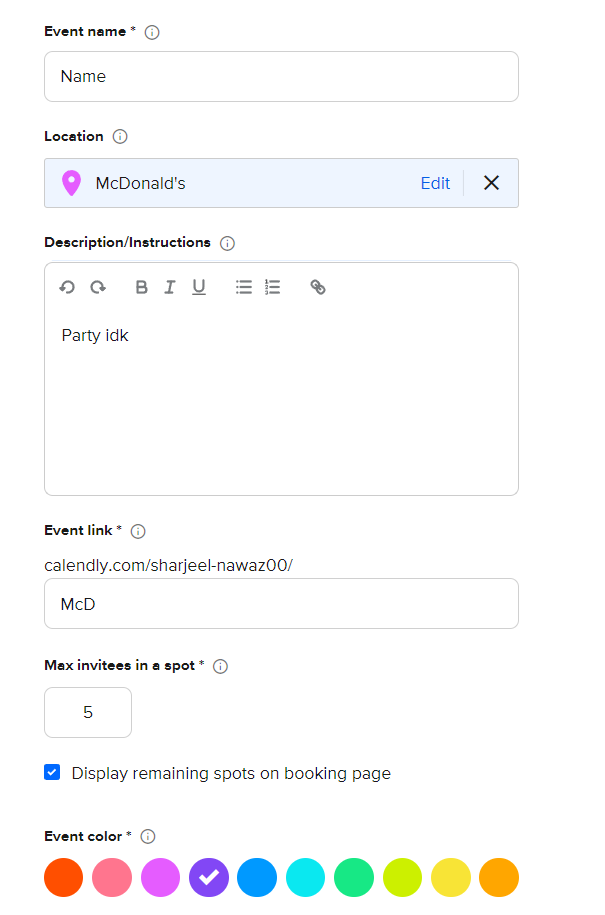 Event name *
Name
Location
McDonald's Edit
Description/Instructions
B I U
Party idk
Event link *
calendly.com/sharjeel-nawaz00/
McD
Max invitees in a spot *
5
Display remaining spots on booking page
Event color *